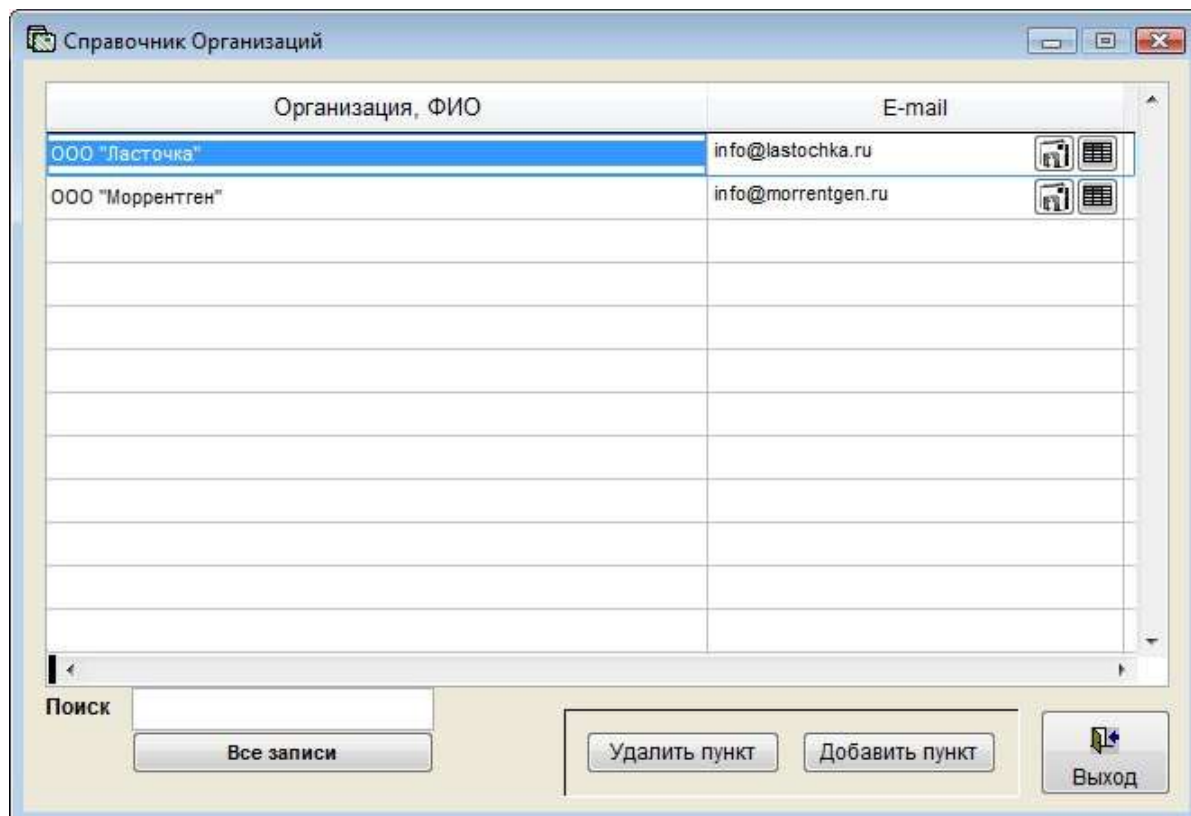 Справочник Организаций
Организация, ФИО E-mail
ООО "Ласточка" info@lastochka.ru
ООО "Моррентген" info@morrentgen.ru
Поиск
Все записи Удалить пункт Добавить пункт
Выход